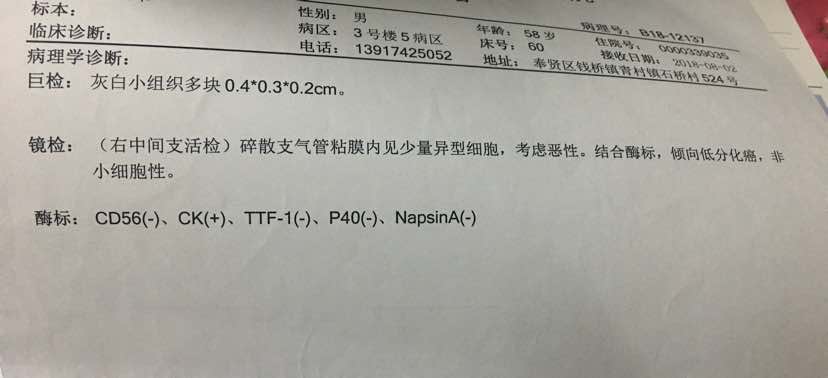 标本：
性别： 男
年龄： 58 岁
病理号： B18-12137
临床诊断：
病区： 3 号楼 5 病区
床号： 60
住院号： 0000339035
电话： 13917425052
接收日期： 2018-08-02
病理学诊断：
地址： 奉贤区钱桥镇青村镇石桥村 524 号
巨检： 灰白小组织多块 0.4*0.3*0.2cm。
镜检： （右中间支活检）碎散支气管粘膜内见少量异型细胞，考虑恶性。结合酶标，倾向低分化癌，非
小细胞性。
酶标： CD56(-)、CK(+)、TTF-1(-)、P40(-)、NapsinA(-)